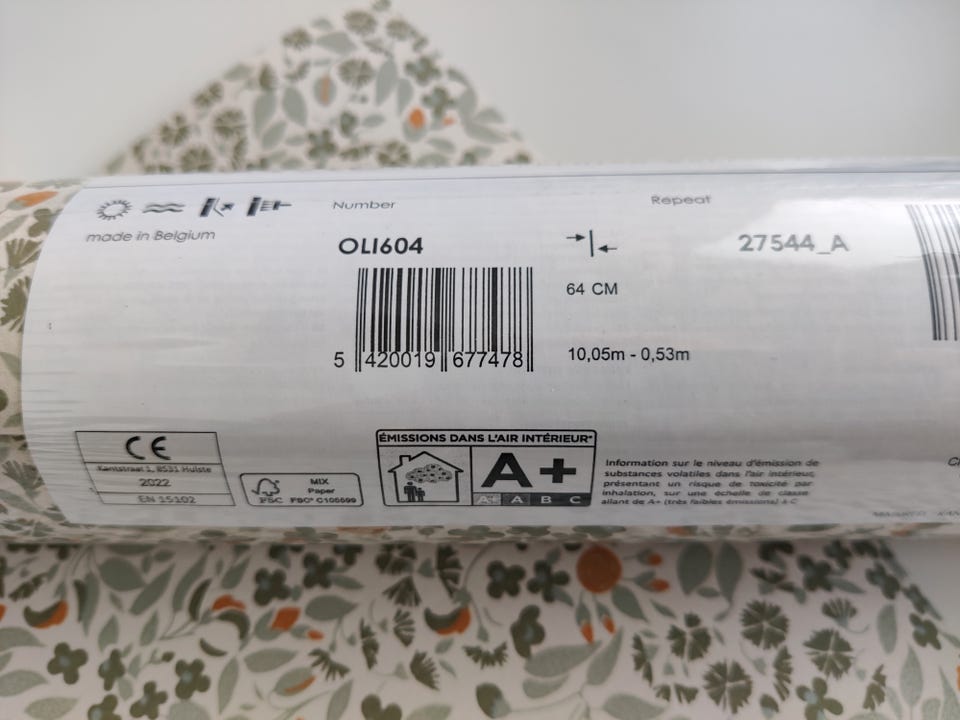 Number
Repeat
made in Belgium
OLI604
27544_A
64 CM
5 420019 677478
10,05m - 0,53m
CE
Kantstraat 1, 8531 Hulste
2022
EN 15102
FSC
MIX
Paper
FSC® C105599
ÉMISSIONS DANS L'AIR INTÉRIEUR*
A+
A+ A B C
Information sur le niveau d'émission de
substances volatiles dans l'air intérieur,
présentant un risque de toxicité par
inhalation, sur une échelle de classe
allant de A+ (très faibles émissions) à C